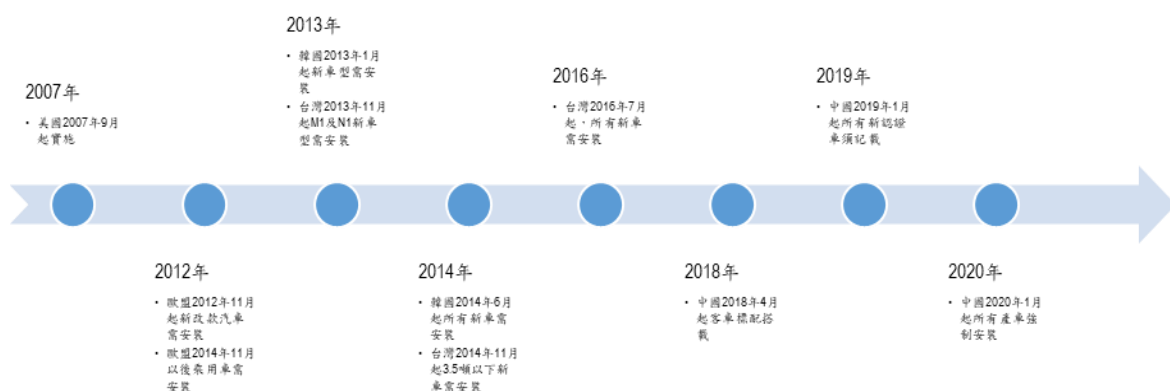 2007年
• 美國2007年9月
起實施
2012年
• 歐盟2012年11月
起新改款汽車
需安裝
• 歐盟2014年11月
以後乘用車需
安裝
2013年
• 韓國2013年1月
起新車型需安
裝
• 台灣2013年11月
起M1及N1新車
型需安裝
2014年
• 韓國2014年6月
起所有新車需
安裝
• 台灣2014年11月
起3.5噸以下新
車需安裝
2016年
• 台灣2016年7月
起,所有新車
需安裝
2018年
• 中國2018年4月
起客車標配搭
載
2019年
• 中國2019年1月
起所有新認證
車須記載
2020年
• 中國2020年1月
起所有產車強
制安裝